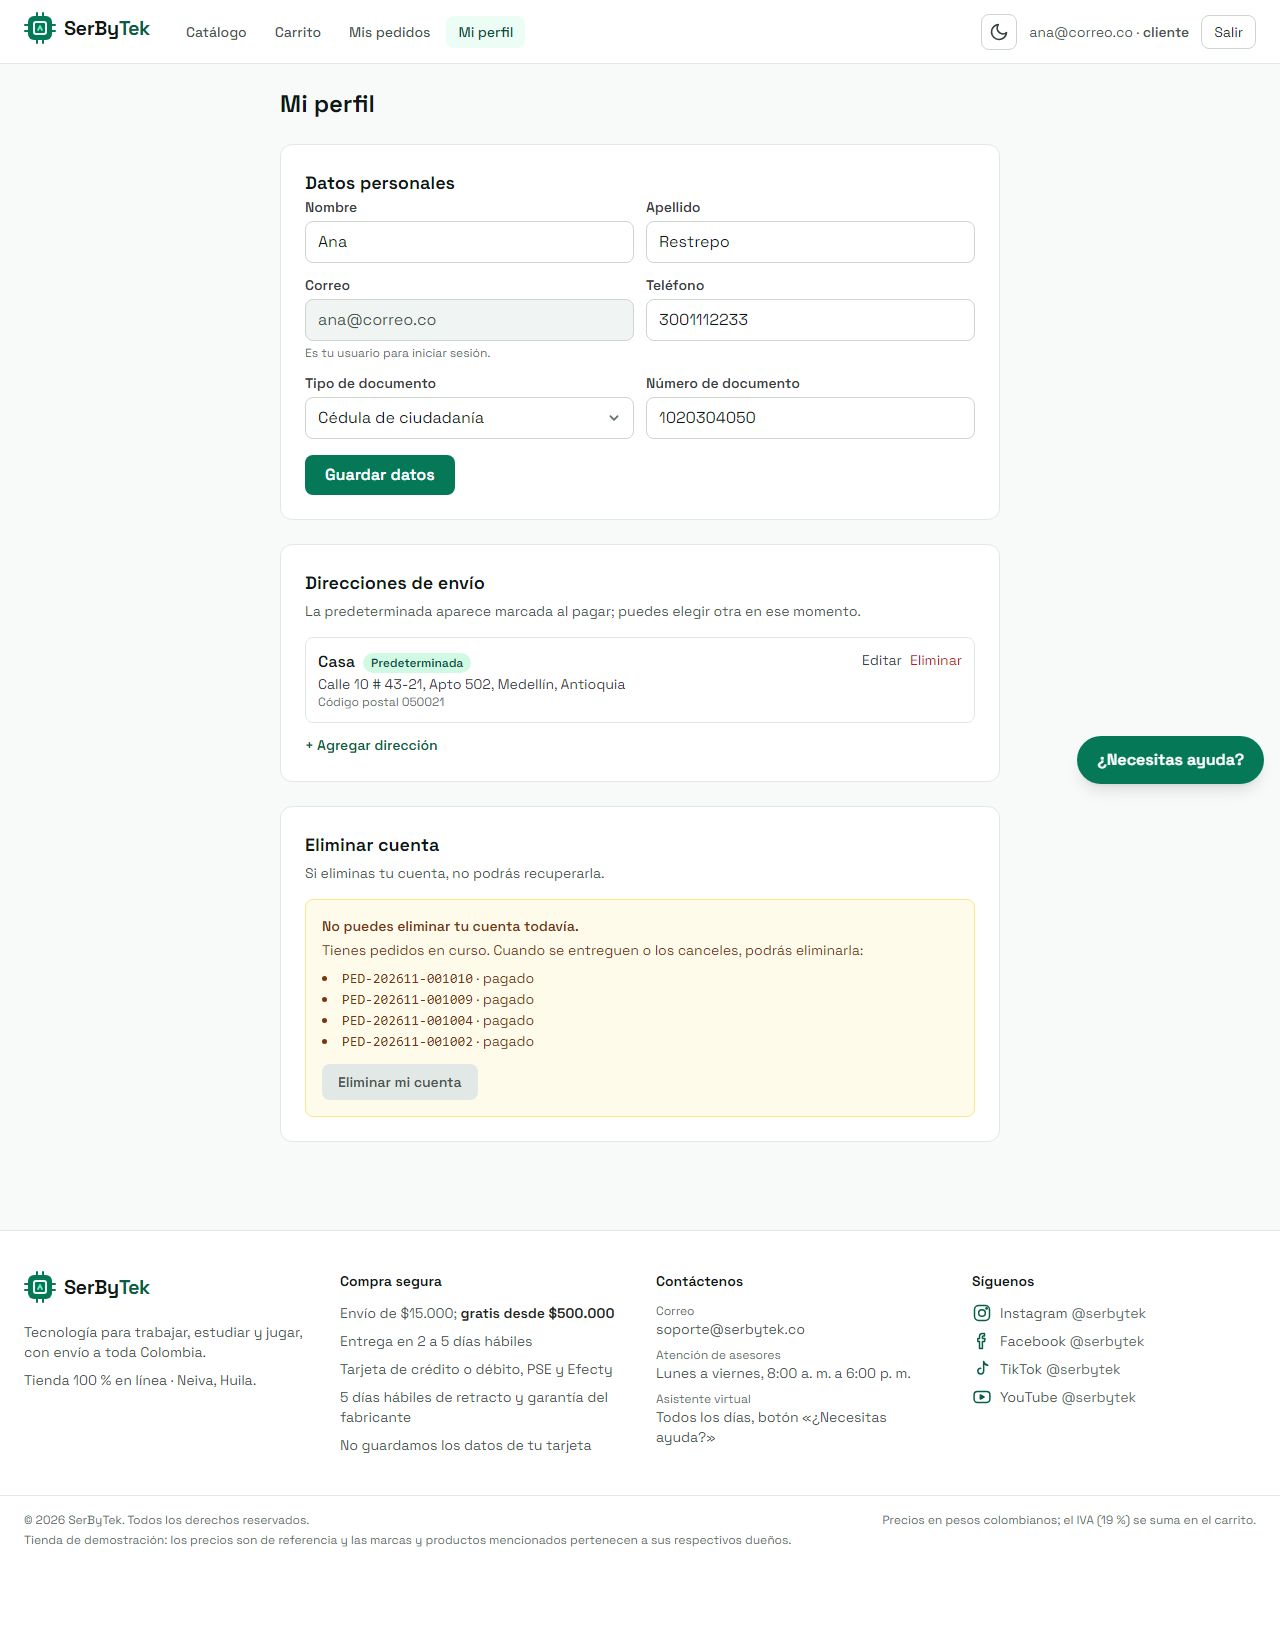 SerByTek
Catálogo
Carrito
Mis pedidos
Mi perfil
ana@correo.co · cliente
Salir
Mi perfil
Datos personales
Nombre
Apellido
Ana
Restrepo
Correo
Teléfono
ana@correo.co
3001112233
Es tu usuario para iniciar sesión.
Tipo de documento
Número de documento
Cédula de ciudadanía
1020304050
Guardar datos
Direcciones de envío
La predeterminada aparece marcada al pagar; puedes elegir otra en ese momento.
Casa Predeterminada
Editar Eliminar
Calle 10 # 43-21, Apto 502, Medellín, Antioquia
Código postal 050021
+ Agregar dirección
¿Necesitas ayuda?
Eliminar cuenta
Si eliminas tu cuenta, no podrás recuperarla.
No puedes eliminar tu cuenta todavía.
Tienes pedidos en curso. Cuando se entreguen o los canceles, podrás eliminarla:
• PED-202611-001010 · pagado
• PED-202611-001009 · pagado
• PED-202611-001004 · pagado
• PED-202611-001002 · pagado
Eliminar mi cuenta
SerByTek
Tecnología para trabajar, estudiar y jugar,
con envío a toda Colombia.
Tienda 100 % en línea · Neiva, Huila.
Compra segura
Envío de $15.000; gratis desde $500.000
Entrega en 2 a 5 días hábiles
Tarjeta de crédito o débito, PSE y Efecty
5 días hábiles de retracto y garantía del
fabricante
No guardamos los datos de tu tarjeta
Contáctenos
Correo
soporte@serbytek.co
Atención de asesores
Lunes a viernes, 8:00 a. m. a 6:00 p. m.
Asistente virtual
Todos los días, botón «¿Necesitas
ayuda?»
Síguenos
Instagram @serbytek
Facebook @serbytek
TikTok @serbytek
YouTube @serbytek
© 2026 SerByTek. Todos los derechos reservados.
Precios en pesos colombianos; el IVA (19 %) se suma en el carrito.
Tienda de demostración: los precios son de referencia y las marcas y productos mencionados pertenecen a sus respectivos dueños.